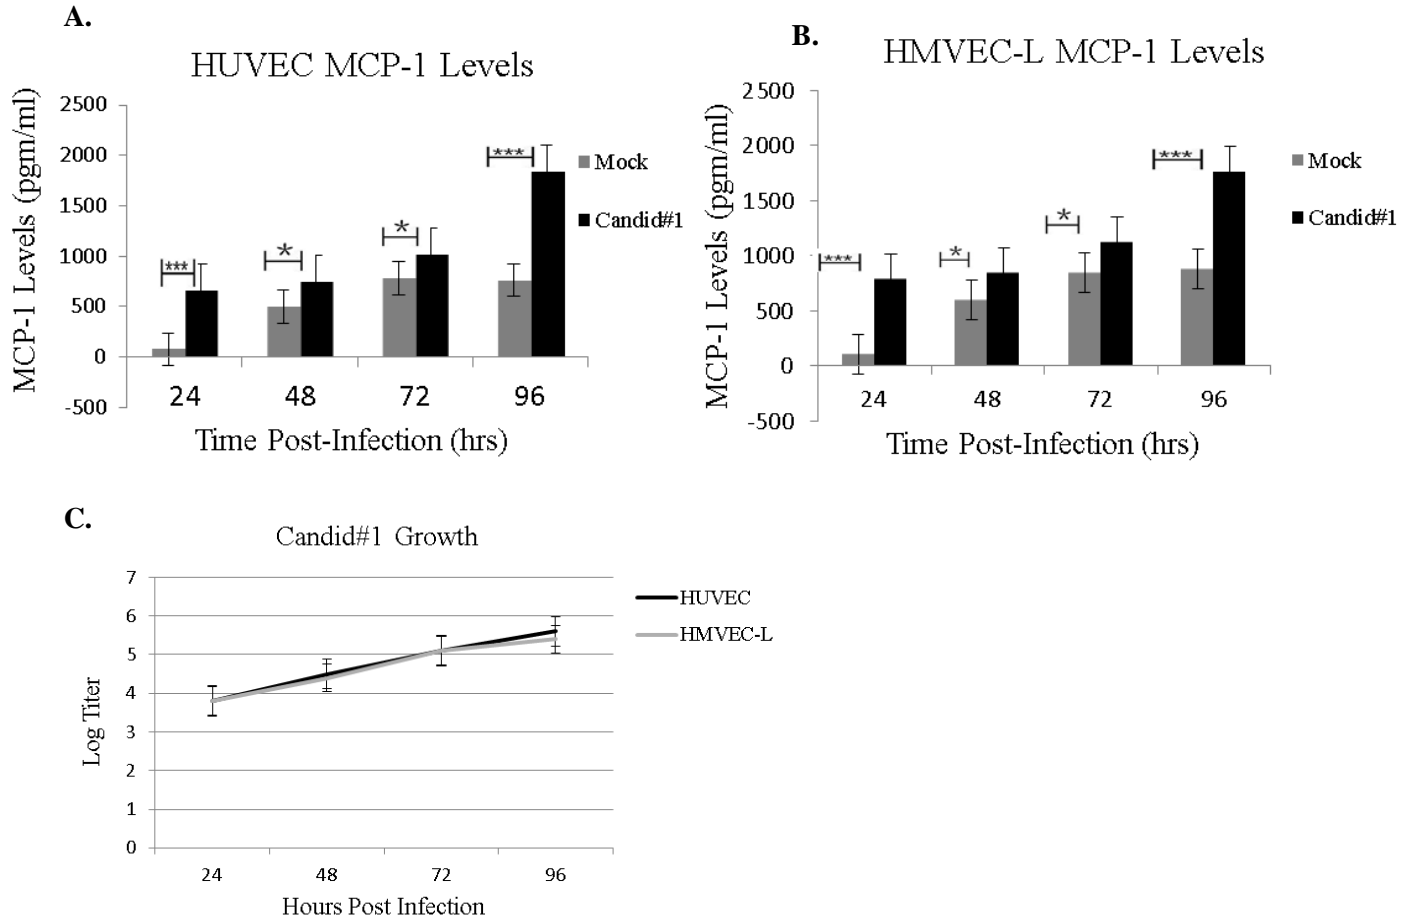 A.
HUVEC MCP-1 Levels
MCP-1 Levels (pgm/ml)
2500
2000
1500
1000
500
0
-500
***
*
*
***
Mock
Candid#1
24 48 72 96
Time Post-Infection (hrs)
B.
HMVEC-L MCP-1 Levels
MCP-1 Levels (pgm/ml)
2500
2000
1500
1000
500
0
-500
***
*
*
***
Mock
Candid#1
24 48 72 96
Time Post-Infection (hrs)
C.
Candid#1 Growth
Log Titer
7
6
5
4
3
2
1
0
HUVEC
HMVEC-L
24 48 72 96
Hours Post Infection